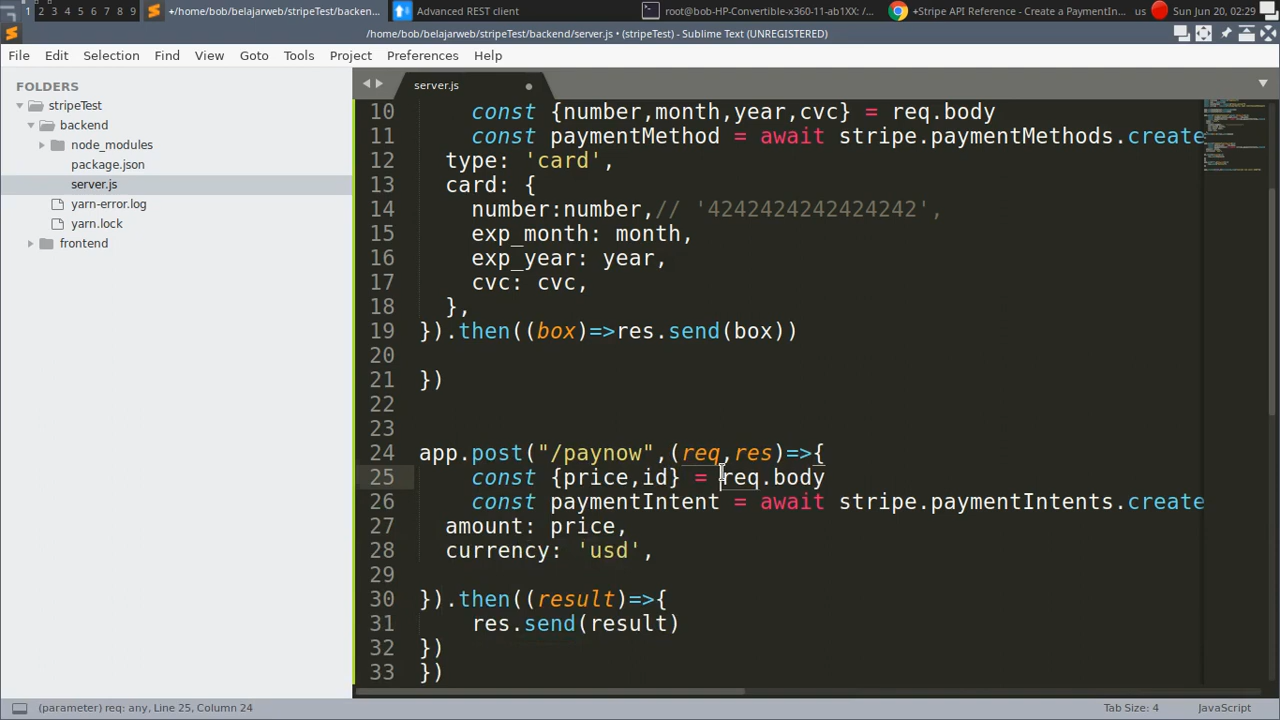 1 2 3 4 5 6 7 8 9 +/home/bob/belajarweb/stripeTest/backen... Advanced REST client root@bob-HP-Convertible-x360-11-ab1XX: /... +Stripe API Reference - Create a PaymentIn... us Sun Jun 20, 02:29
/home/bob/belajarweb/stripeTest/backend/server.js • (stripeTest) - Sublime Text (UNREGISTERED)
File Edit Selection Find View Goto Tools Project Preferences Help
FOLDERS
stripeTest
backend
node_modules
package.json
server.js
yarn-error.log
yarn.lock
frontend
server.js
10 const {number,month,year,cvc} = req.body
11 const paymentMethod = await stripe.paymentMethods.create
12 type: 'card',
13 card: {
14 number:number,// '4242424242424242',
15 exp_month: month,
16 exp_year: year,
17 cvc: cvc,
18 },
19 }).then((box)=>res.send(box))
20
21 })
22
23
24 app.post("/paynow",(req,res)=>{
25 const {price,id} = req.body
26 const paymentIntent = await stripe.paymentIntents.create
27 amount: price,
28 currency: 'usd',
29
30 }).then((result)=>{
31 res.send(result)
32 })
33 })
(parameter) req: any, Line 25, Column 24 Tab Size: 4 JavaScript